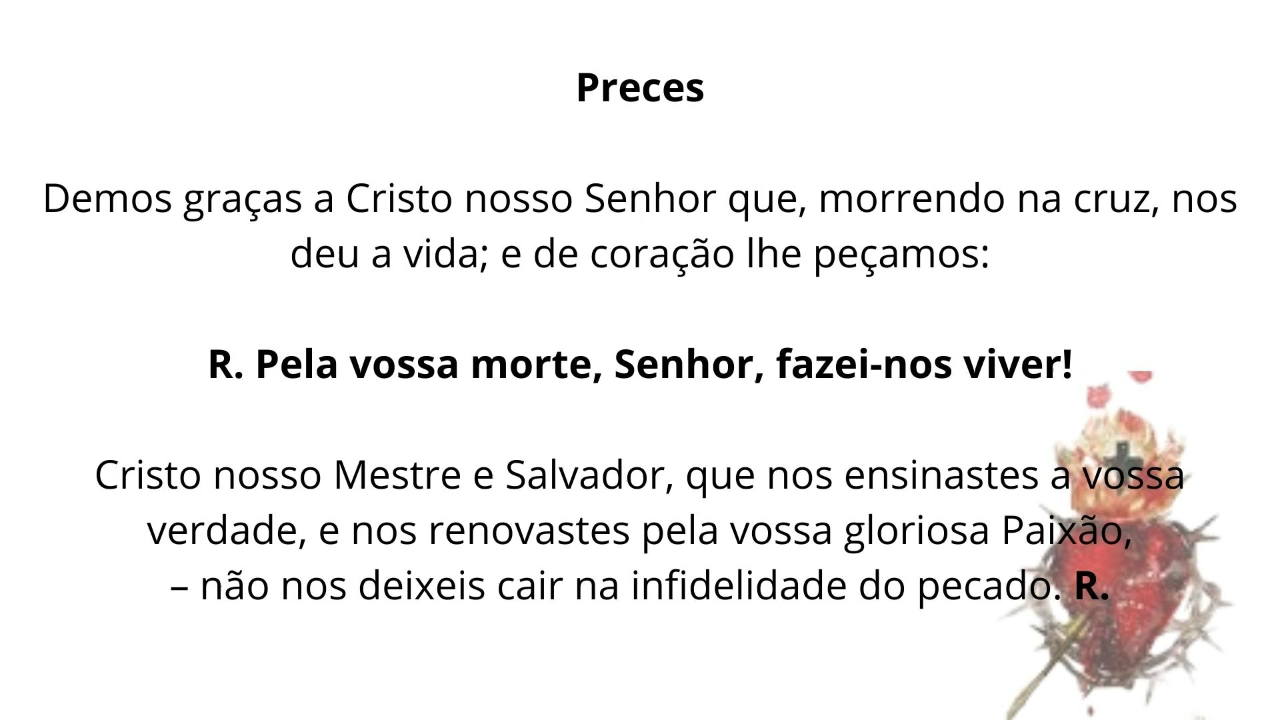 Preces
Demos graças a Cristo nosso Senhor que, morrendo na cruz, nos
deu a vida; e de coração lhe peçamos:
R. Pela vossa morte, Senhor, fazei-nos viver!
Cristo nosso Mestre e Salvador, que nos ensinastes a vossa
verdade, e nos renovastes pela vossa gloriosa Paixão,
– não nos deixeis cair na infidelidade do pecado. R.